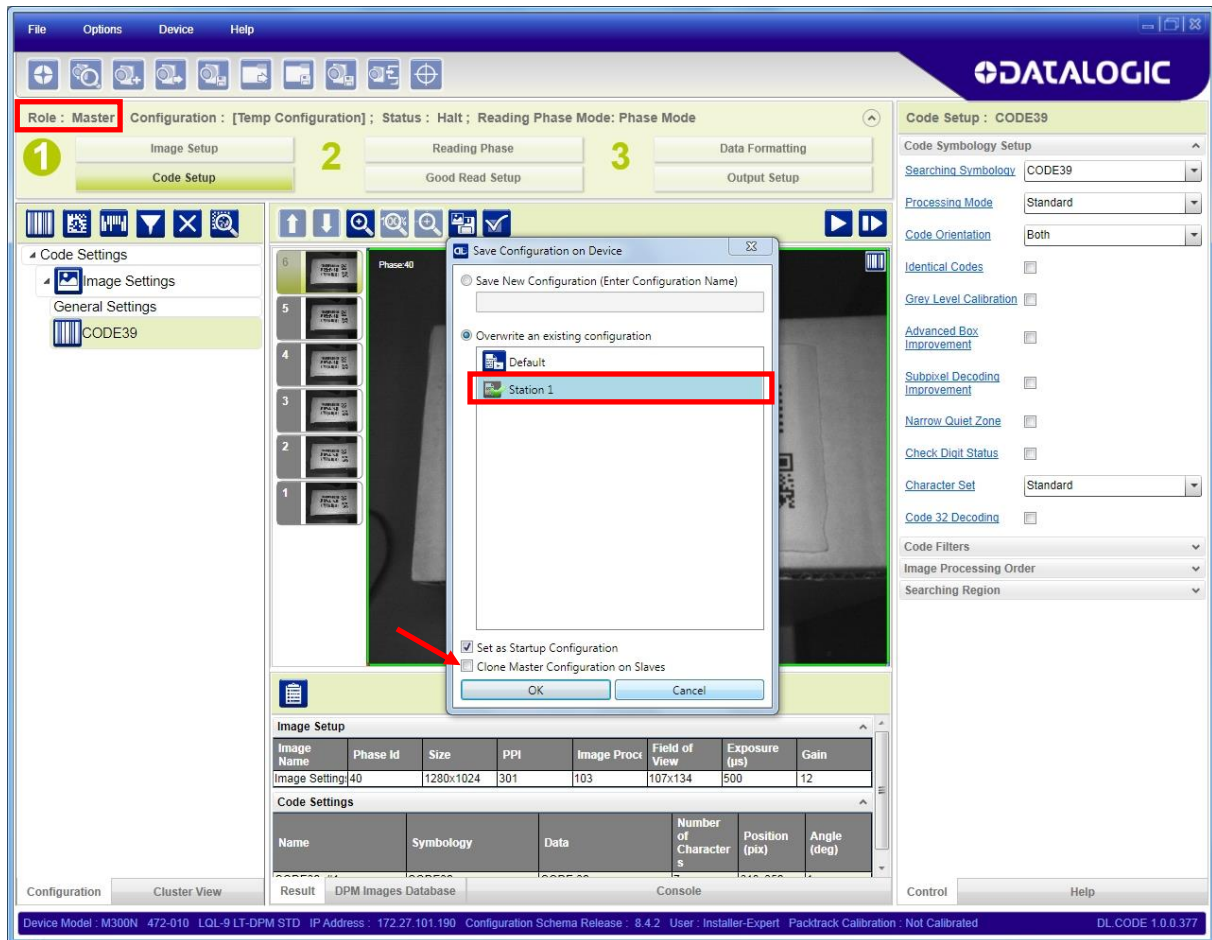 File Options Device Help
DATALOGIC
Role : Master Configuration : [Temp Configuration] ; Status : Halt ; Reading Phase Mode: Phase Mode
1 Image Setup 2 Reading Phase 3 Data Formatting
Code Setup Good Read Setup Output Setup
Code Settings
Image Settings
General Settings
CODE39
100%
6
5
4
3
2
1
Phase:40
Save Configuration on Device
Save New Configuration (Enter Configuration Name)
Overwrite an existing configuration
Default
Station 1
Set as Startup Configuration
Clone Master Configuration on Slaves
OK Cancel
Image Setup
Image Name Phase Id Size PPI Image Proce Field of View Exposure (µs) Gain
Image Setting: 40 1280x1024 301 103 107x134 500 12
Code Settings
Name Symbology Data Number of Characters Position (pix) Angle (deg)
Configuration Cluster View
Result DPM Images Database Console
Code Setup : CODE39
Code Symbology Setup
Searching Symbology CODE39
Processing Mode Standard
Code Orientation Both
Identical Codes
Grey Level Calibration
Advanced Box
Improvement
Subpixel Decoding
Improvement
Narrow Quiet Zone
Check Digit Status
Character Set Standard
Code 32 Decoding
Code Filters
Image Processing Order
Searching Region
Control Help
Device Model : M300N 472-010 LQL-9 LT-DPM STD IP Address : 172.27.101.190 Configuration Schema Release : 8.4.2 User : Installer-Expert Packtrack Calibration : Not Calibrated DL.CODE 1.0.0.377